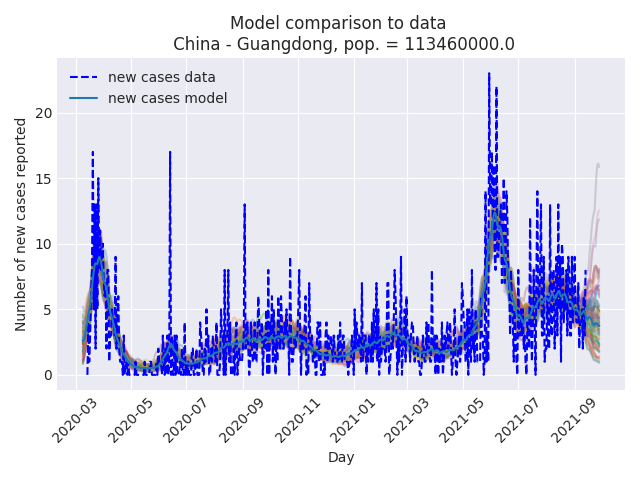 Model comparison to data
China - Guangdong, pop. = 113460000.0
new cases data
new cases model
Number of new cases reported
20
15
10
5
0
2020-03
2020-05
2020-07
2020-09
2020-11
2021-01
2021-03
2021-05
2021-07
2021-09
Day